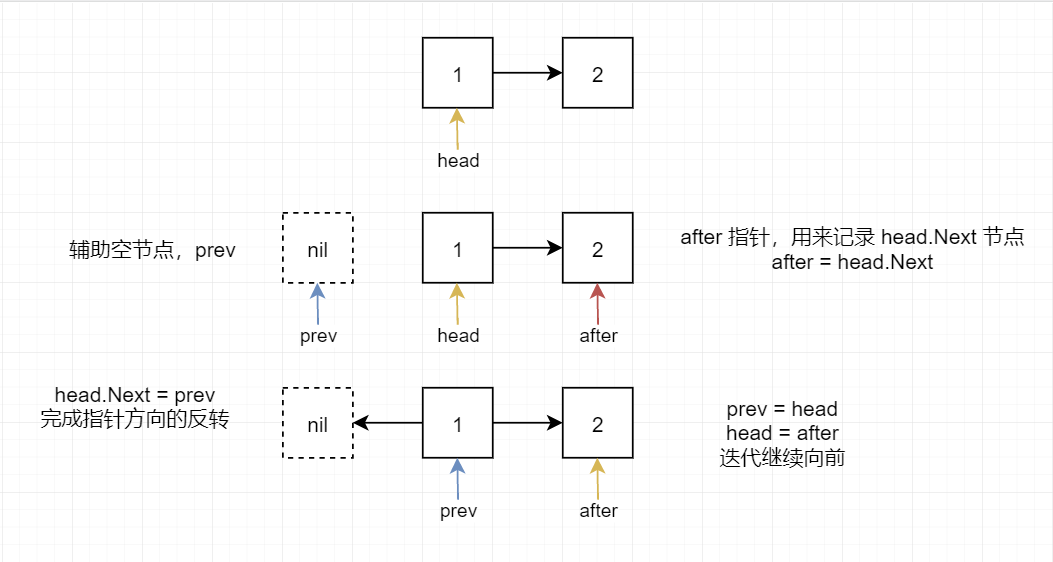 1
2
head
辅助空节点，prev
nil
1
2
after 指针，用来记录 head.Next 节点
after = head.Next
prev
head
after
head.Next = prev
完成指针方向的反转
nil
1
2
prev = head
head = after
迭代继续向前
prev
after